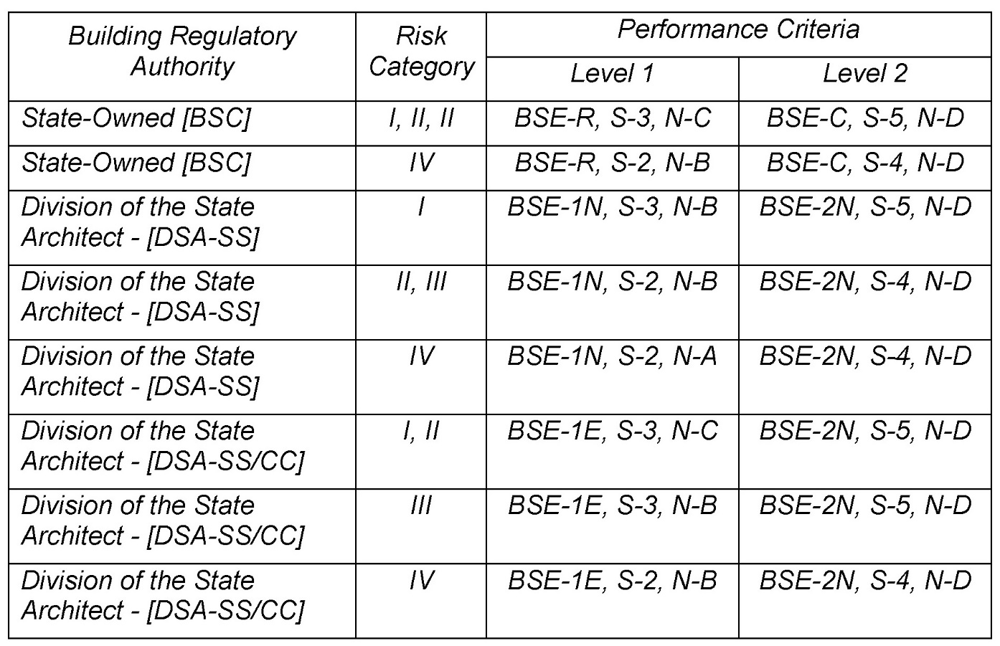 Building Regulatory
Authority
Risk
Category
Performance Criteria
Level 1
Level 2
State-Owned [BSC]
I, II, II
BSE-R, S-3, N-C
BSE-C, S-5, N-D
State-Owned [BSC]
IV
BSE-R, S-2, N-B
BSE-C, S-4, N-D
Division of the State
Architect - [DSA-SS]
I
BSE-1N, S-3, N-B
BSE-2N, S-5, N-D
Division of the State
Architect - [DSA-SS]
II, III
BSE-1N, S-2, N-B
BSE-2N, S-4, N-D
Division of the State
Architect - [DSA-SS]
IV
BSE-1N, S-2, N-A
BSE-2N, S-4, N-D
Division of the State
Architect - [DSA-SS/CC]
I, II
BSE-1E, S-3, N-C
BSE-2N, S-5, N-D
Division of the State
Architect - [DSA-SS/CC]
III
BSE-1E, S-3, N-B
BSE-2N, S-5, N-D
Division of the State
Architect - [DSA-SS/CC]
IV
BSE-1E, S-2, N-B
BSE-2N, S-4, N-D